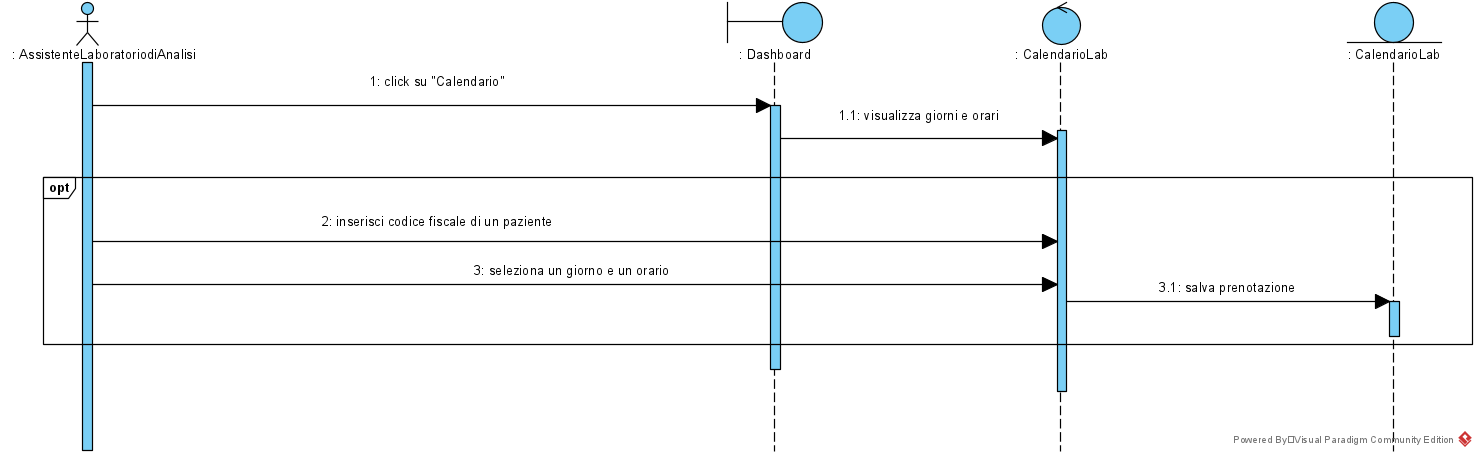 : AssistenteLaboratoriodiAnalisi
: Dashboard
: CalendarioLab
: CalendarioLab
1: click su "Calendario"
1.1: visualizza giorni e orari
opt
2: inserisci codice fiscale di un paziente
3: seleziona un giorno e un orario
3.1: salva prenotazione
Powered By□Visual Paradigm Community Edition